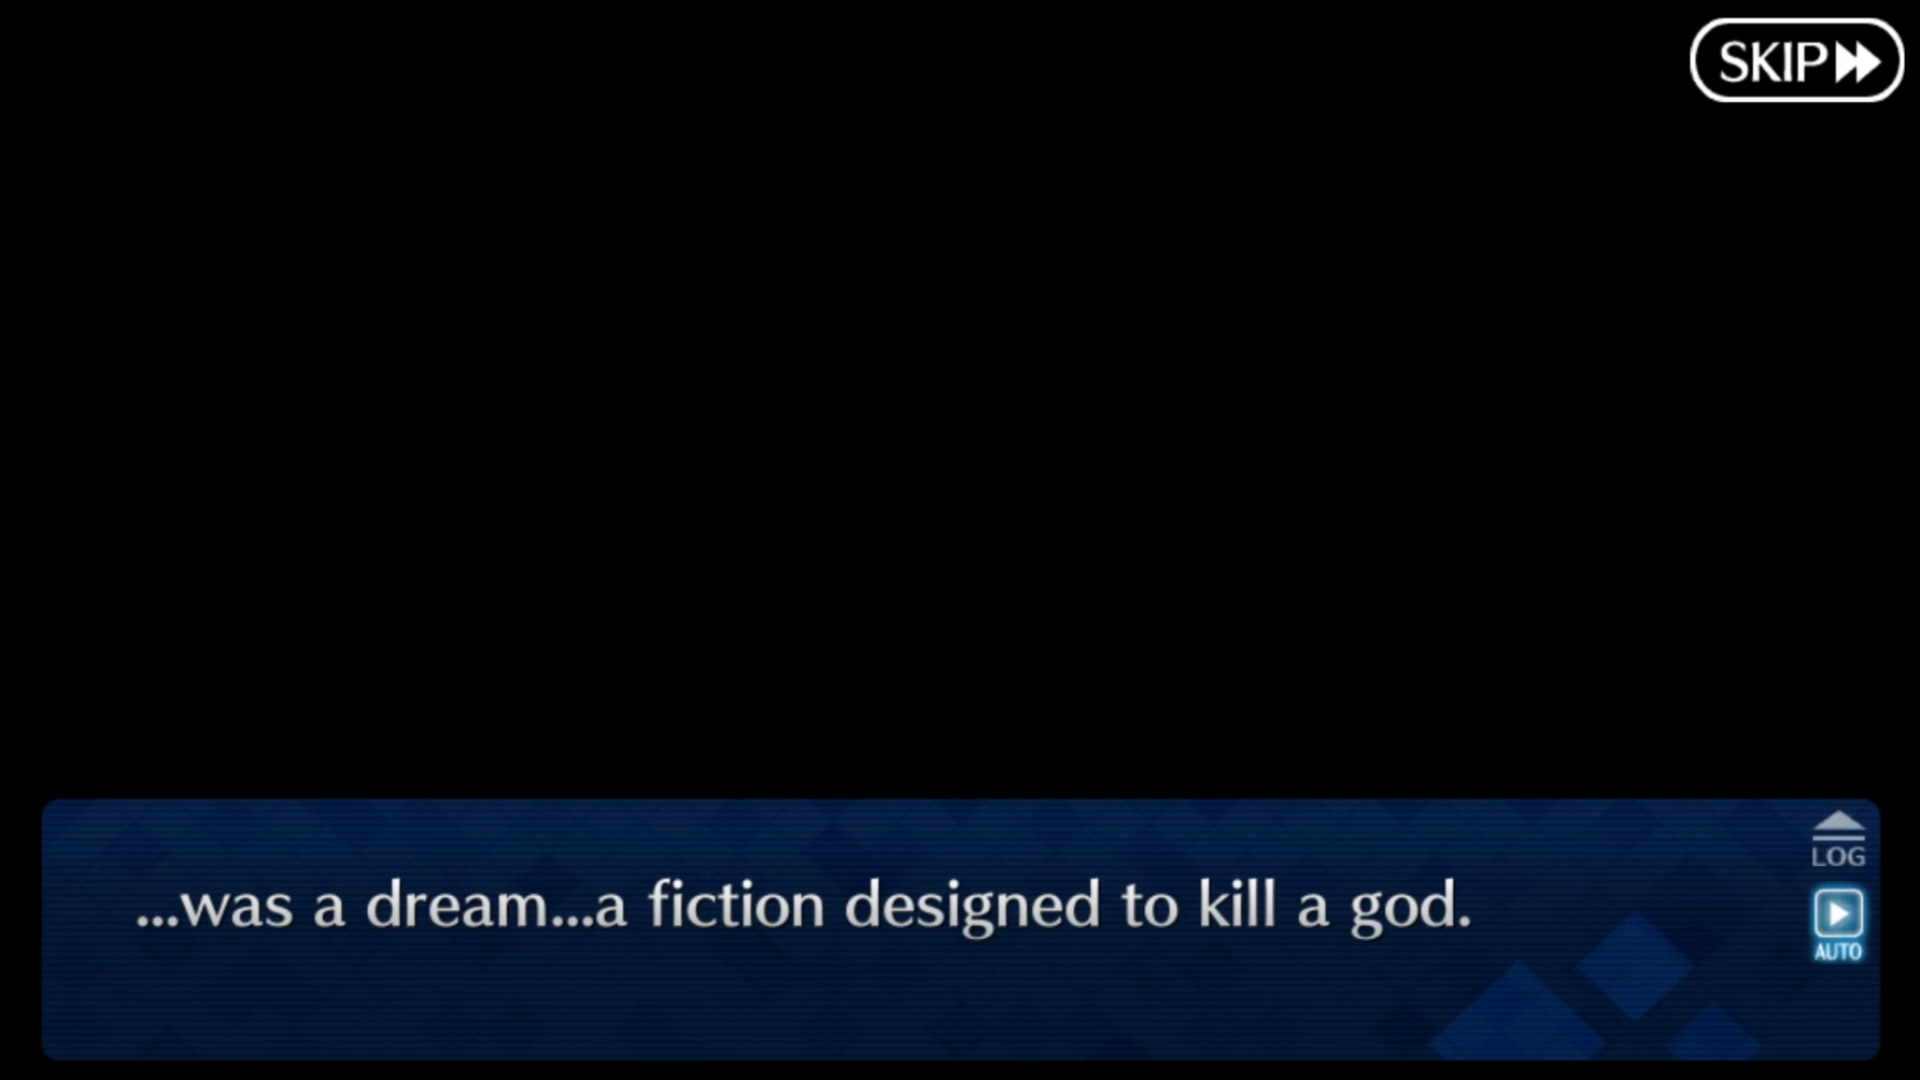 SKIP
...was a dream...a fiction designed to kill a god.
LOG
AUTO